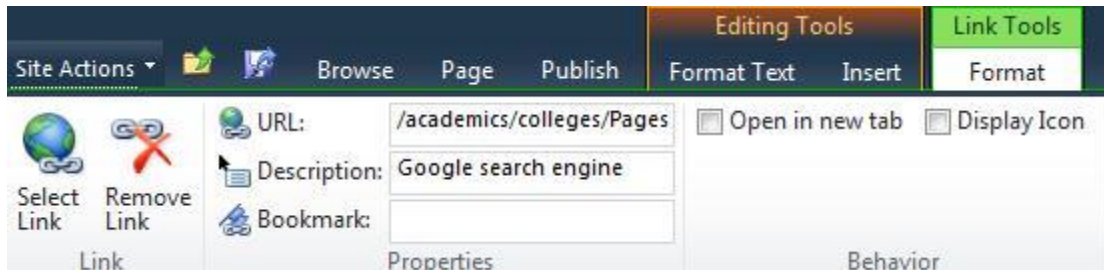 Editing Tools
Link Tools
Site Actions
Browse
Page
Publish
Format Text
Insert
Format
URL:
/academics/colleges/Pages
Open in new tab
Display Icon
Description:
Google search engine
Select
Link
Remove
Link
Bookmark:
Link
Properties
Behavior